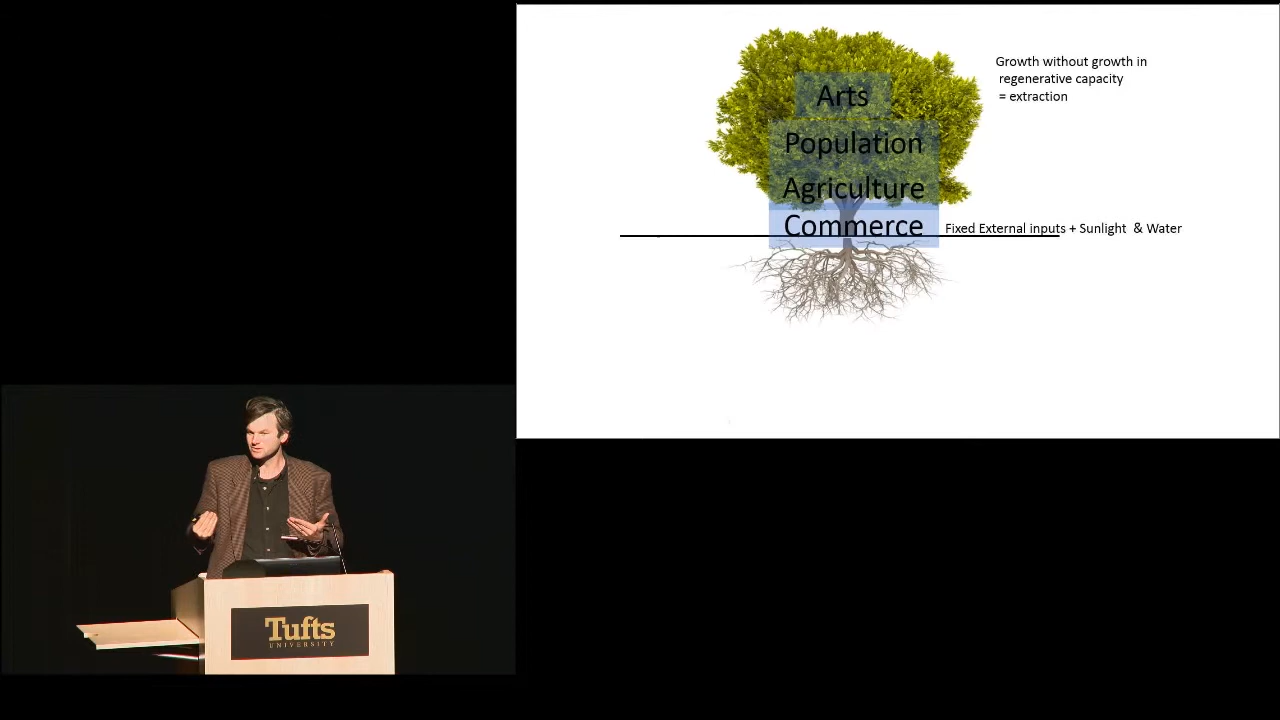 Growth without growth in
regenerative capacity
= extraction
Arts
Population
Agriculture
Commerce
Fixed External inputs + Sunlight & Water
Tufts
UNIVERSITY